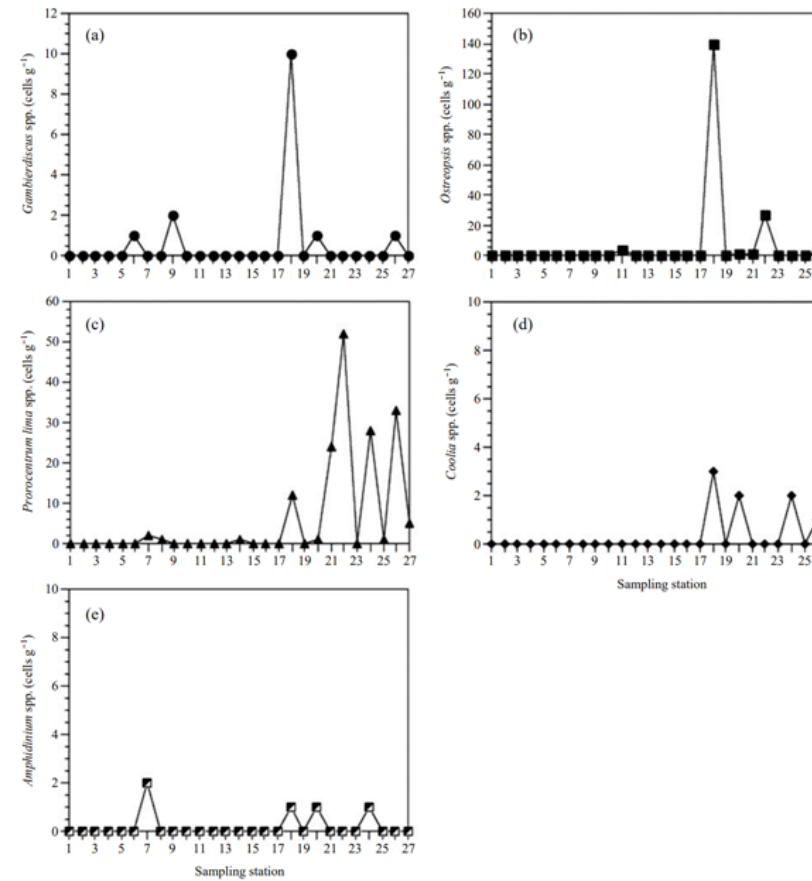 (a)
Gambierdiscus spp. (cells g⁻¹)
12
10
8
6
4
2
0
1 3 5 7 9 11 13 15 17 19 21 23 25 27
(b)
Ostreopsis spp. (cells g⁻¹)
160
140
120
100
80
60
40
20
0
1 3 5 7 9 11 13 15 17 19 21 23 25
(c)
Prorocentrum lima spp. (cells g⁻¹)
60
50
40
30
20
10
0
1 3 5 7 9 11 13 15 17 19 21 23 25 27
(d)
Coolia spp. (cells g⁻¹)
10
8
6
4
2
0
1 3 5 7 9 11 13 15 17 19 21 23 25
Sampling station
(e)
Amphidinium spp. (cells g⁻¹)
10
8
6
4
2
0
1 3 5 7 9 11 13 15 17 19 21 23 25 27
Sampling station